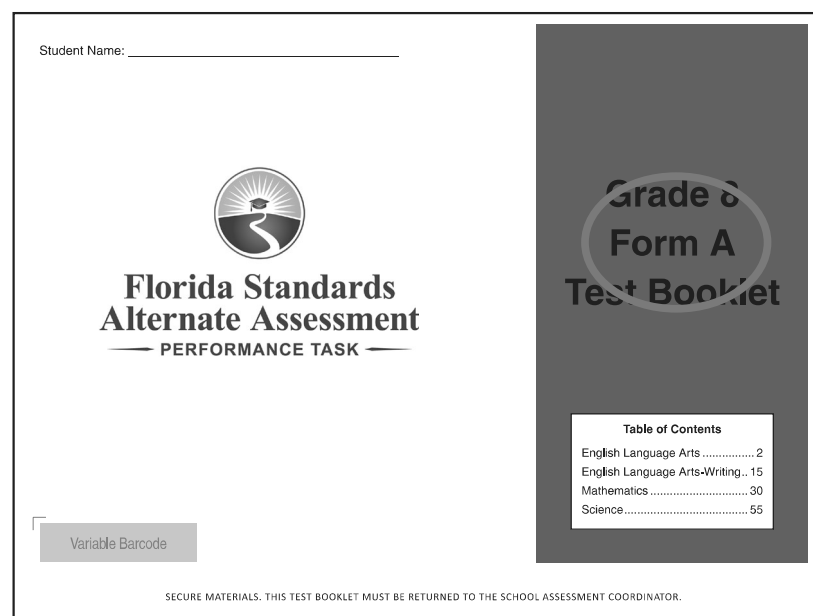 Student Name:
Florida Standards
Alternate Assessment
PERFORMANCE TASK
Grade 8
Form A
Test Booklet
Table of Contents
English Language Arts ................ 2
English Language Arts-Writing.. 15
Mathematics .............................. 30
Science...................................... 55
Variable Barcode
SECURE MATERIALS. THIS TEST BOOKLET MUST BE RETURNED TO THE SCHOOL ASSESSMENT COORDINATOR.